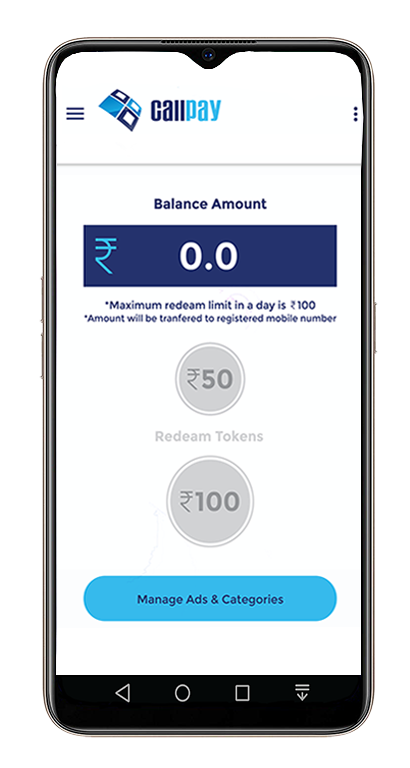 callpay
Balance Amount
₹ 0.0
*Maximum redeam limit in a day is ₹100
*Amount will be tranfered to registered mobile number
₹50
Redeam Tokens
₹100
Manage Ads & Categories